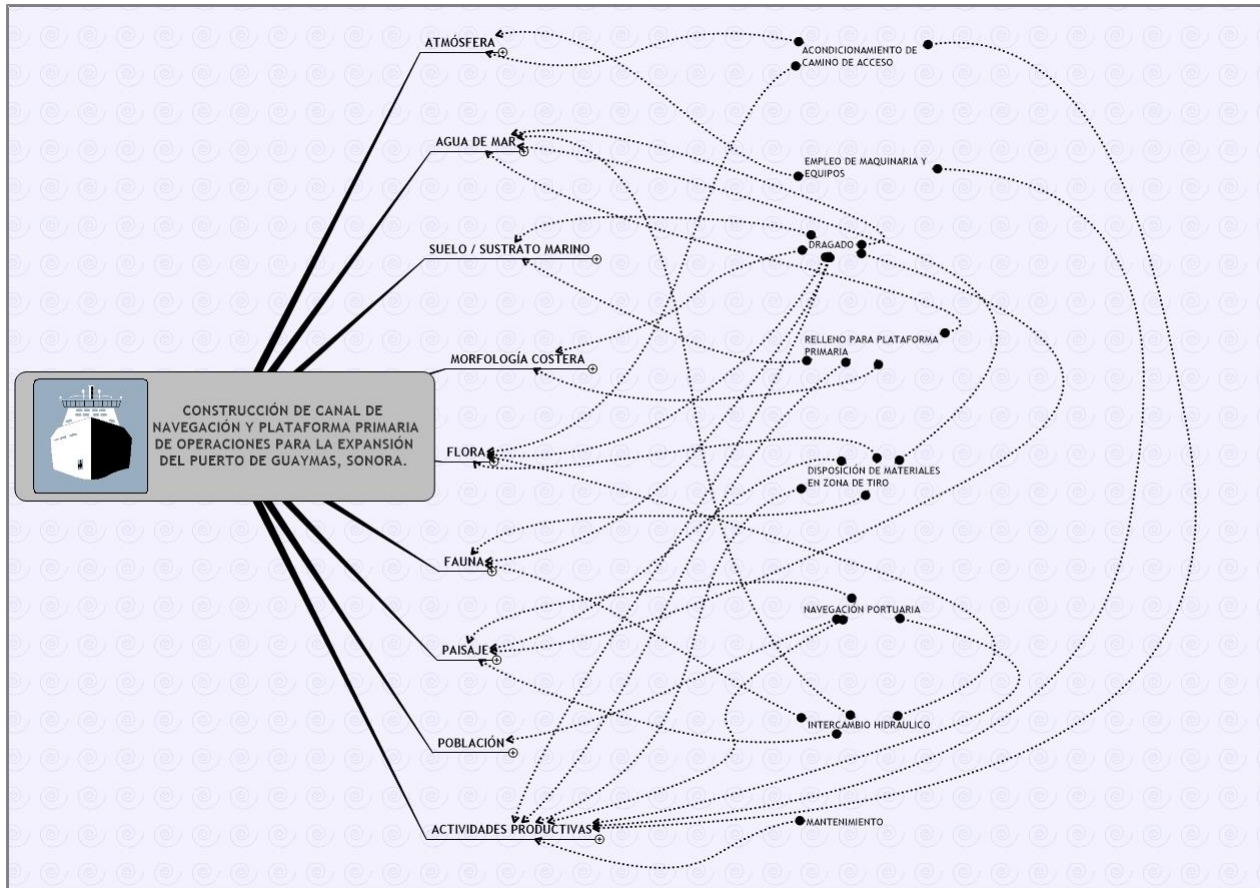 CONSTRUCCIÓN DE CANAL DE
NAVEGACIÓN Y PLATAFORMA PRIMARIA
DE OPERACIONES PARA LA EXPANSIÓN
DEL PUERTO DE GUAYMAS, SONORA.
ATMÓSFERA
AGUA DE MAR
SUELO / SUSTRATO MARINO
MORFOLOGÍA COSTERA
FLORA
FAUNA
PAISAJE
POBLACIÓN
ACTIVIDADES PRODUCTIVAS
ACONDICIONAMIENTO DE
CAMINO DE ACCESO
EMPLEO DE MAQUINARIA Y
EQUIPOS
DRAGADO
RELLENO PARA PLATAFORMA
PRIMARIA
DISPOSICIÓN DE MATERIALES
EN ZONA DE TIRO
NAVEGACIÓN PORTUARIA
INTERCAMBIO HIDRÁULICO
MANTENIMIENTO